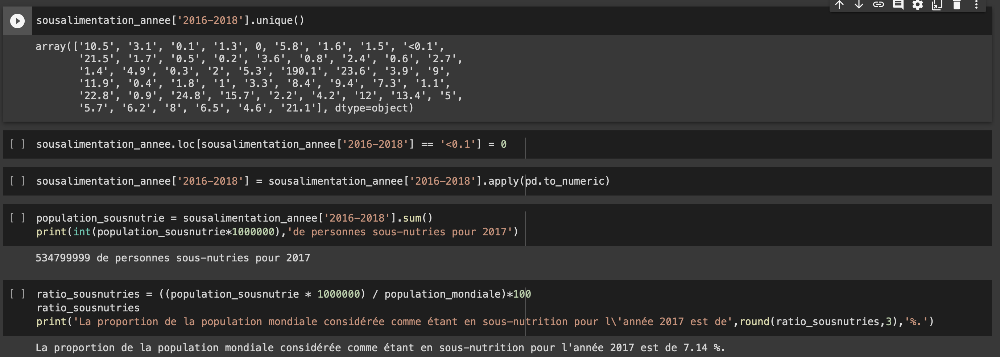 sousalimentation_annee['2016-2018'].unique()
array(['10.5', '3.1', '0.1', '1.3', 0, '5.8', '1.6', '1.5', '<0.1',
'21.5', '1.7', '0.5', '0.2', '3.6', '0.8', '2.4', '0.6', '2.7',
'1.4', '4.9', '0.3', '2', '5.3', '190.1', '23.6', '3.9', '9',
'11.9', '0.4', '1.8', '1', '3.3', '8.4', '9.4', '7.3', '1.1',
'22.8', '0.9', '24.8', '15.7', '2.2', '4.2', '12', '13.4', '5',
'5.7', '6.2', '8', '6.5', '4.6', '21.1'], dtype=object)
[ ] sousalimentation_annee.loc[sousalimentation_annee['2016-2018'] == '<0.1'] = 0
[ ] sousalimentation_annee['2016-2018'] = sousalimentation_annee['2016-2018'].apply(pd.to_numeric)
[ ] population_sousnutrie = sousalimentation_annee['2016-2018'].sum()
print(int(population_sousnutrie*1000000),'de personnes sous-nutries pour 2017')
534799999 de personnes sous-nutries pour 2017
[ ] ratio_sousnutries = ((population_sousnutrie * 1000000) / population_mondiale)*100
ratio_sousnutries
print('La proportion de la population mondiale considérée comme étant en sous-nutrition pour l\'année 2017 est de',round(ratio_sousnutries,3),'%.')
La proportion de la population mondiale considérée comme étant en sous-nutrition pour l'année 2017 est de 7.14 %.